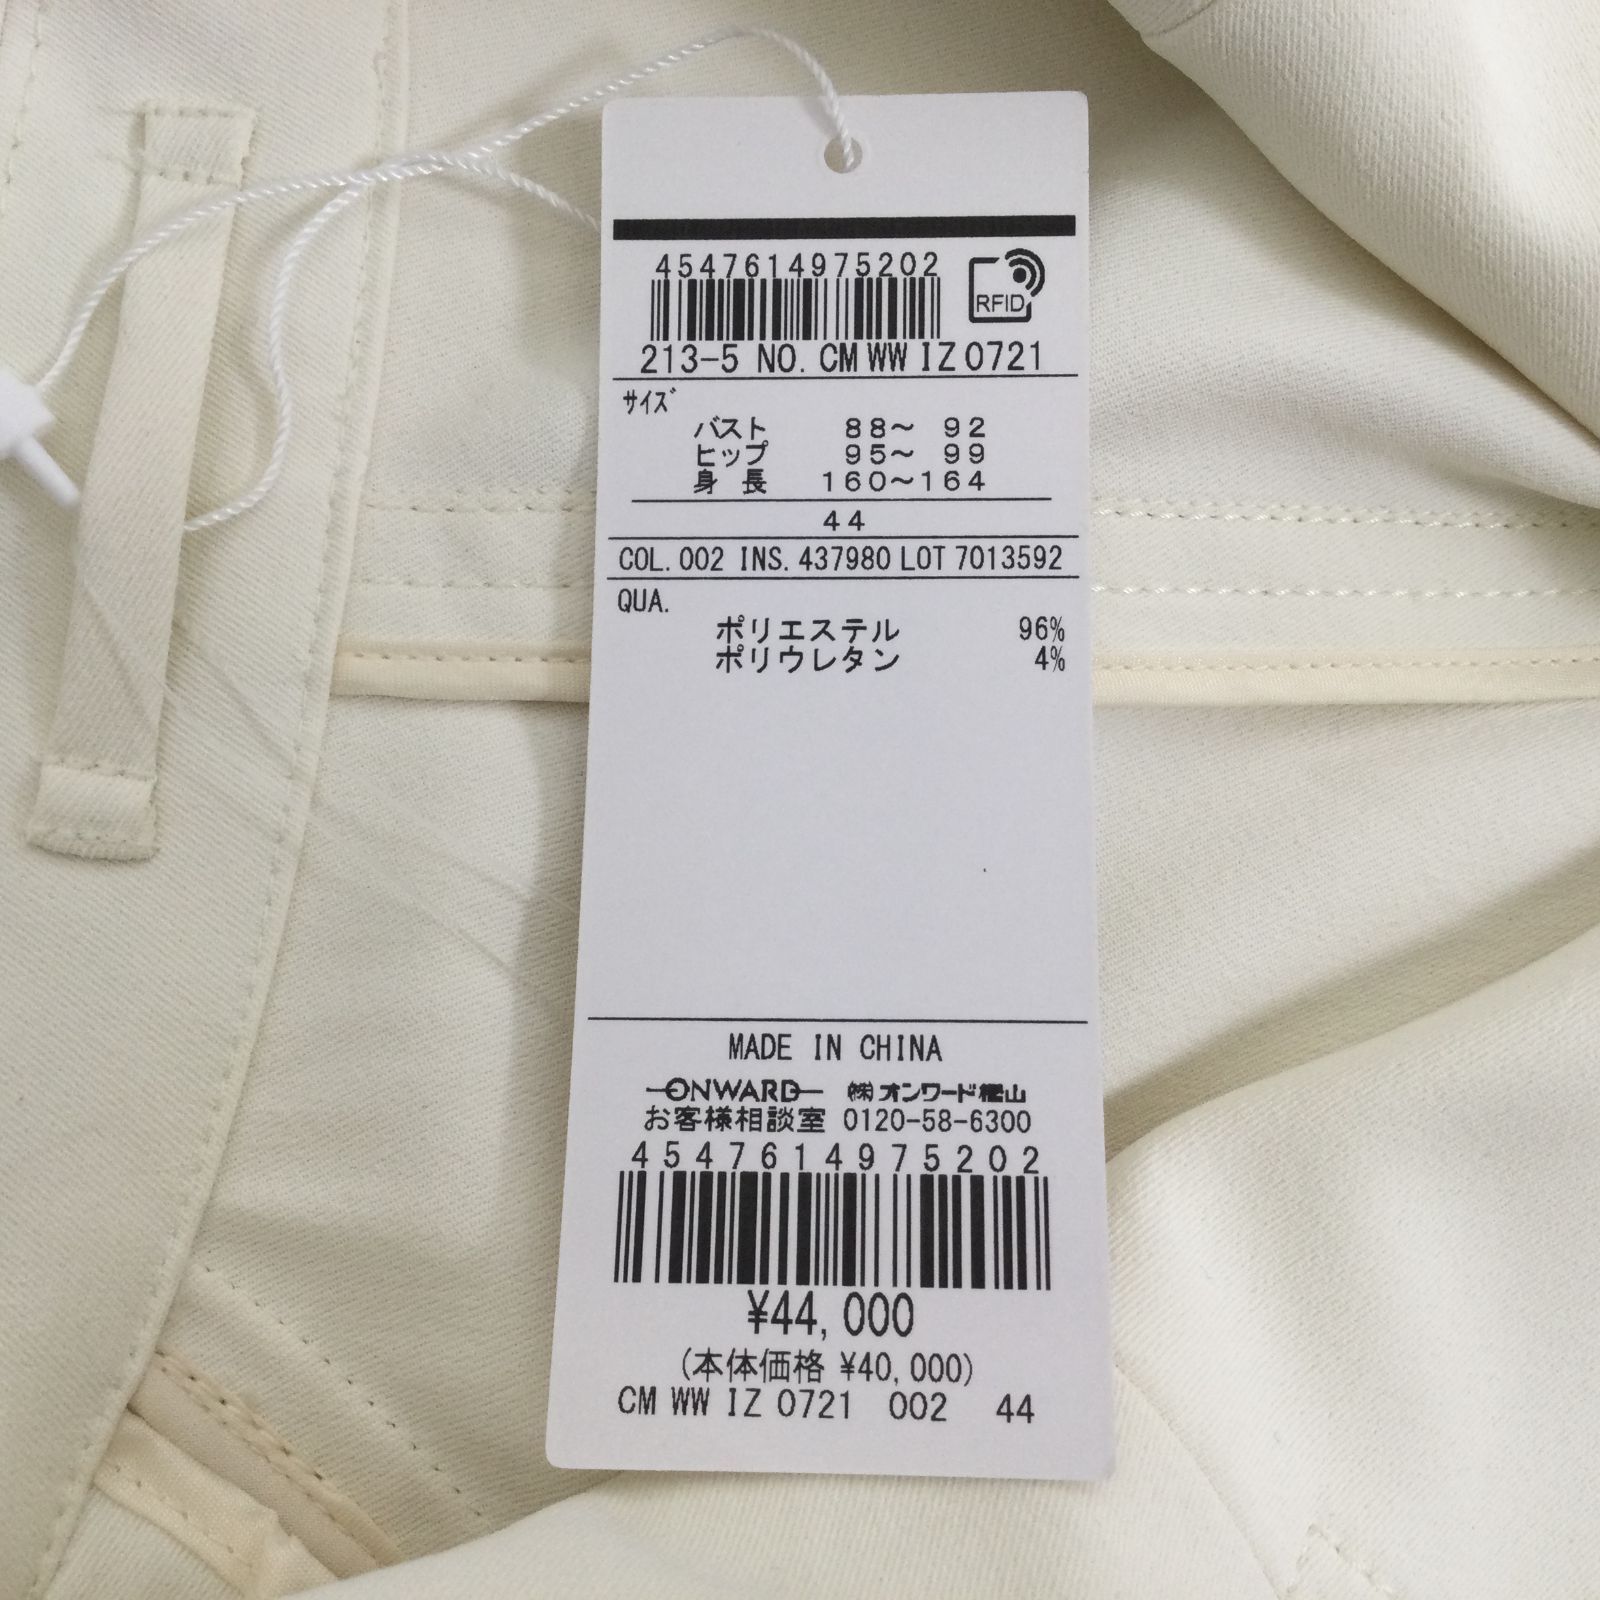 4547614975202
RFID
213-5 NO. CM WW IZ 0721
サイズ
バスト 88～ 92
ヒップ 95～ 99
身 長 160～164
44
COL. 002 INS. 437980 LOT 7013592
QUA.
ポリエステル 96%
ポリウレタン 4%
MADE IN CHINA
ONWARD ㈱オンワード樫山
お客様相談室 0120-58-6300
4547614975202
¥44,000
(本体価格 ¥40,000)
CM WW IZ 0721 002 44